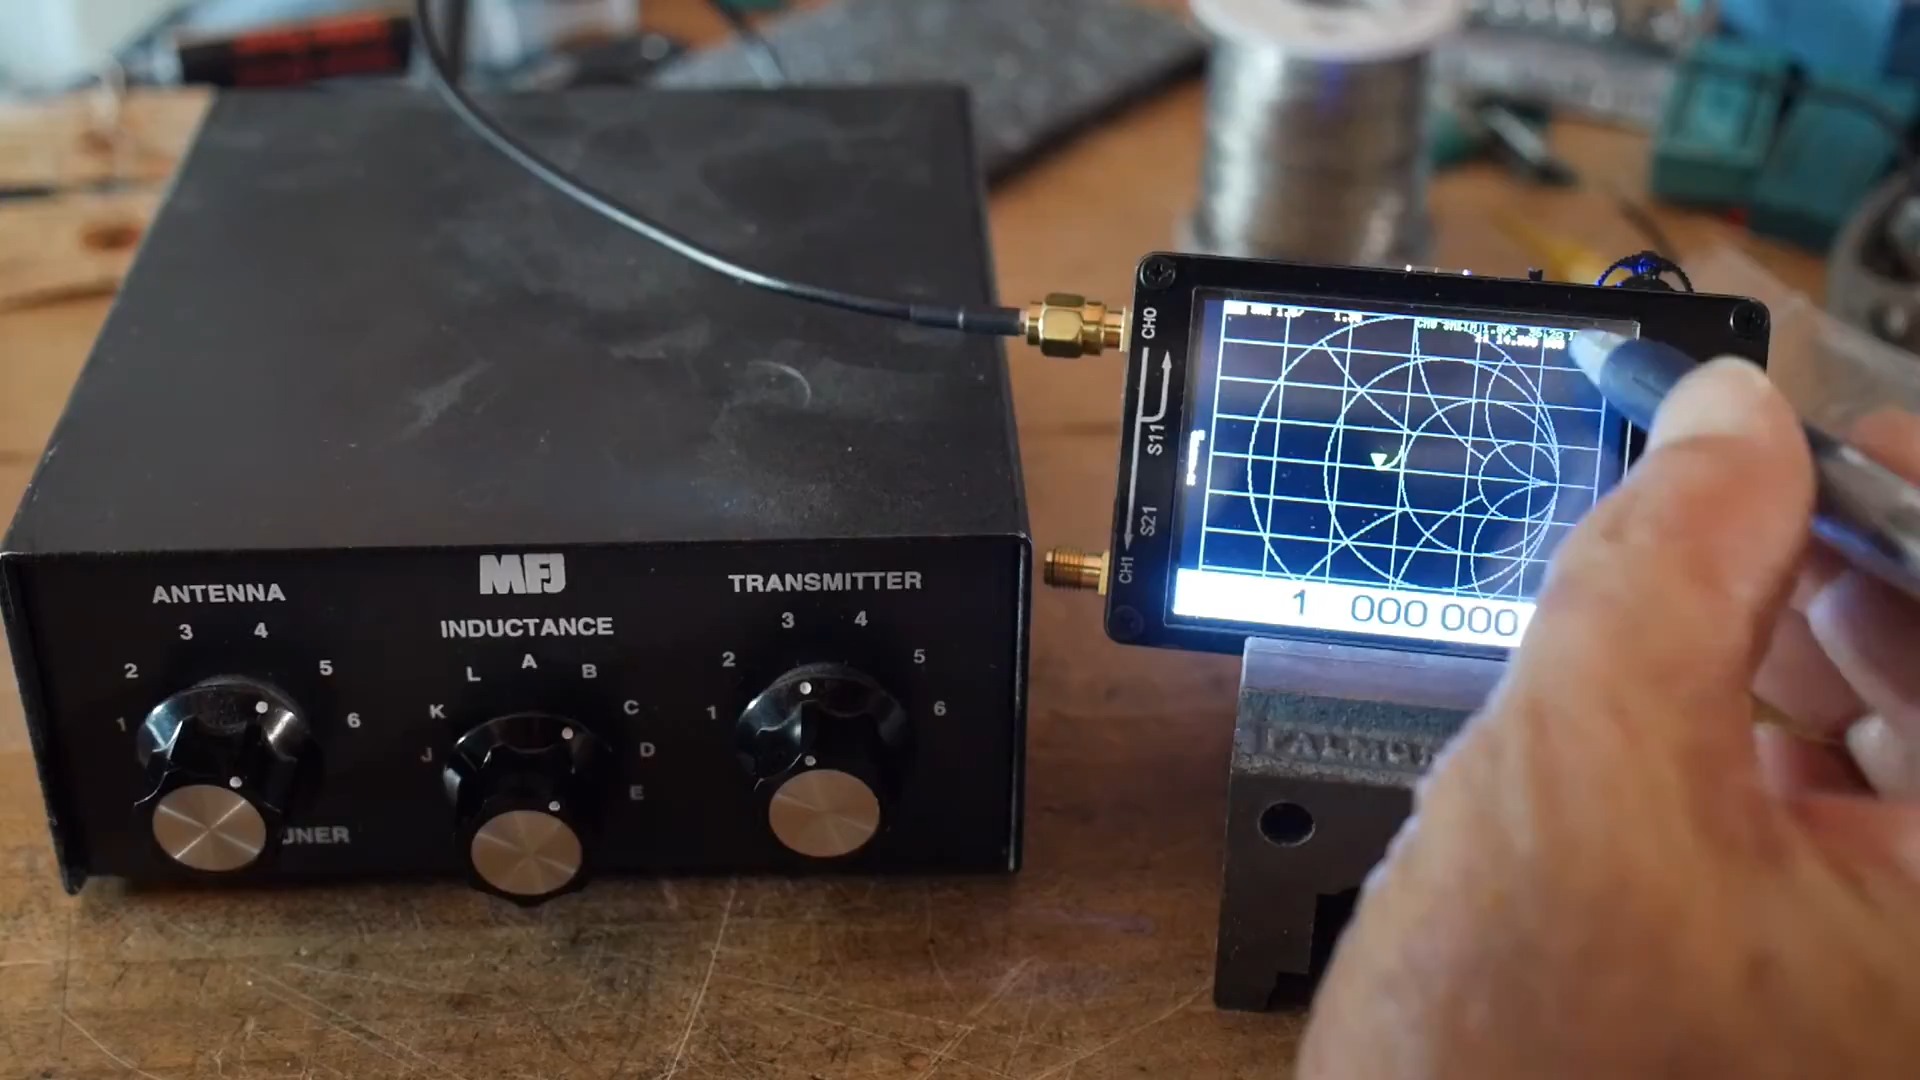 MFJ
ANTENNA
1
2
3
4
5
6
INDUCTANCE
J
K
L
A
B
C
D
E
TRANSMITTER
1
2
3
4
5
6
CH0
S11
S21
CH1
1 000 000